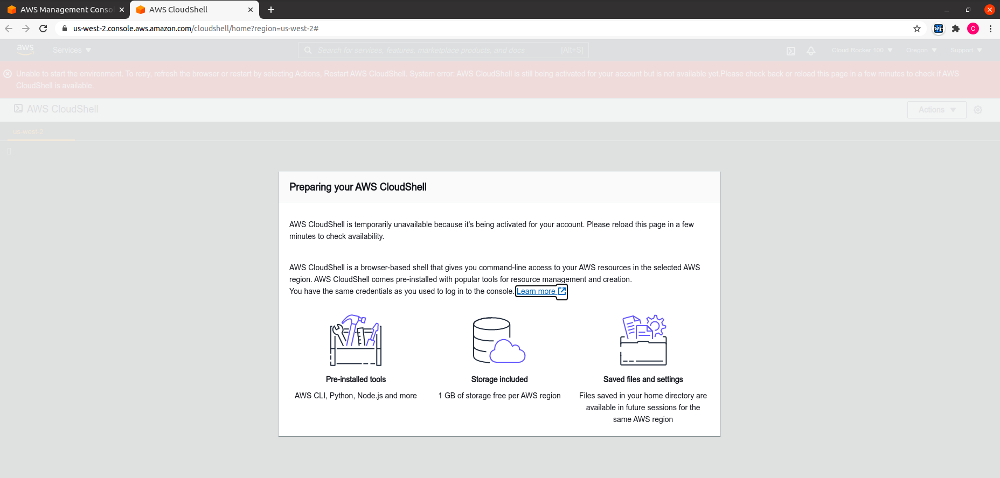 AWS Management Conso
AWS CloudShell
us-west-2.console.aws.amazon.com/cloudshell/home?region=us-west-2#
C
aws
Services
Search for services, features, marketplace products, and docs
[Alt+S]
Cloud Rocker 100
Oregon
Support
Unable to start the environment. To retry, refresh the browser or restart by selecting Actions, Restart AWS CloudShell. System error: AWS CloudShell is still being activated for your account but is not available yet.Please check back or reload this page in a few minutes to check if AWS
CloudShell is available.
AWS CloudShell
Actions
us-west-2
Preparing your AWS CloudShell
AWS CloudShell is temporarily unavailable because it's being activated for your account. Please reload this page in a few
minutes to check availability.
AWS CloudShell is a browser-based shell that gives you command-line access to your AWS resources in the selected AWS
region. AWS CloudShell comes pre-installed with popular tools for resource management and creation.
You have the same credentials as you used to log in to the console. Learn more
Pre-installed tools
AWS CLI, Python, Node.js and more
Storage included
1 GB of storage free per AWS region
Saved files and settings
Files saved in your home directory are
available in future sessions for the
same AWS region